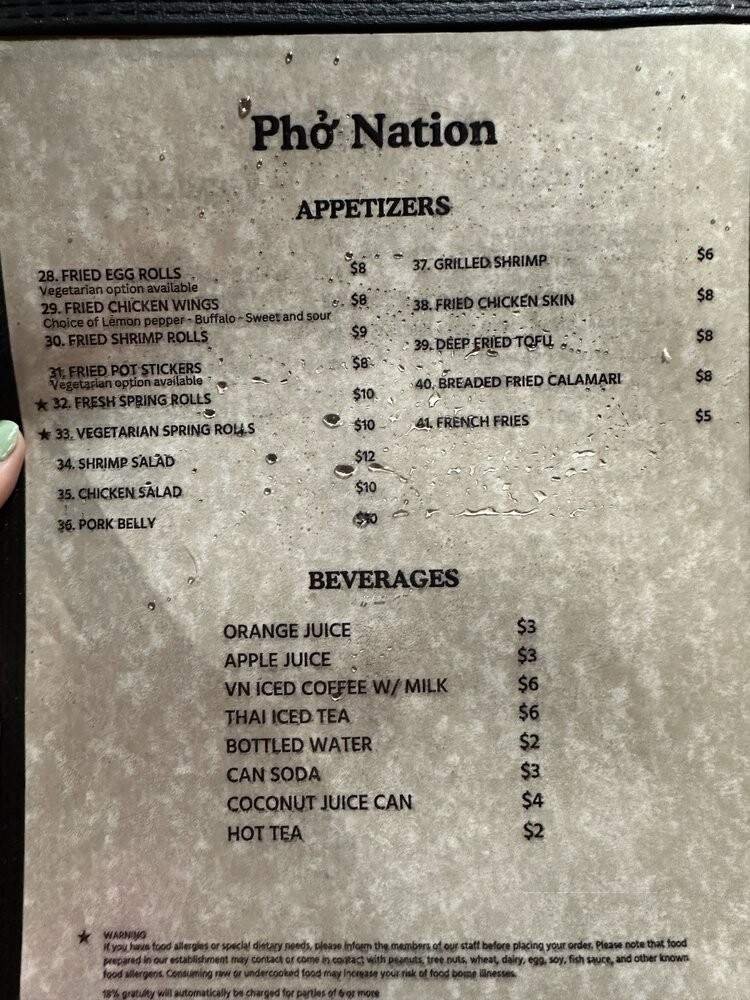 Phở Nation
APPETIZERS
28. FRIED EGG ROLLS $8
Vegetarian option available
29. FRIED CHICKEN WINGS $8
Choice of Lemon pepper - Buffalo - Sweet and sour
30. FRIED SHRIMP ROLLS $9
31. FRIED POT STICKERS $8
Vegetarian option available
★ 32. FRESH SPRING ROLLS $10
★ 33. VEGETARIAN SPRING ROLLS $10
34. SHRIMP SALAD $12
35. CHICKEN SALAD $10
36. PORK BELLY
37. GRILLED SHRIMP $6
38. FRIED CHICKEN SKIN $8
39. DEEP FRIED TOFU $8
40. BREADED FRIED CALAMARI $8
41. FRENCH FRIES $5
BEVERAGES
ORANGE JUICE $3
APPLE JUICE $3
VN ICED COFFEE W/ MILK $6
THAI ICED TEA $6
BOTTLED WATER $2
CAN SODA $3
COCONUT JUICE CAN $4
HOT TEA $2
★ WARNING
If you have food allergies or special dietary needs, please inform the members of our staff before placing your order. Please note that food
prepared in our establishment may contact or come in contact with peanuts, tree nuts, wheat, dairy, egg, soy, fish sauce, and other known
food allergens. Consuming raw or undercooked food may increase your risk of food borne illnesses.
18% gratuity will automatically be charged for parties of 6 or more